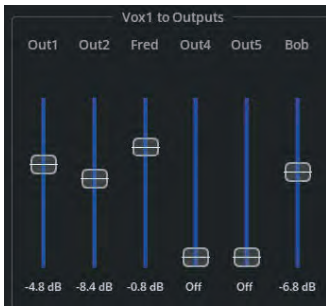 Vox1 to Outputs
Out1 Out2 Fred Out4 Out5 Bob
-4.8 dB -8.4 dB -0.8 dB Off Off -6.8 dB